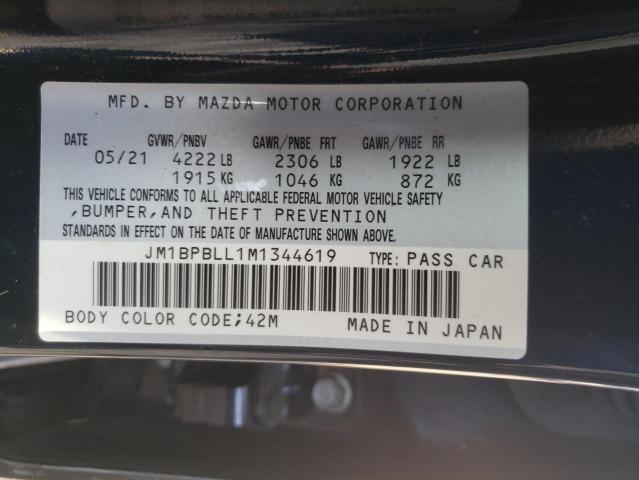 MFD. BY MAZDA MOTOR CORPORATION
DATE GVWR/PNBV GAWR/PNBE FRT GAWR/PNBE RR
05/21 4222 LB 2306 LB 1922 LB
1915 KG 1046 KG 872 KG
THIS VEHICLE CONFORMS TO ALL APPLICABLE FEDERAL MOTOR VEHICLE SAFETY
,BUMPER,AND THEFT PREVENTION
STANDARDS IN EFFECT ON THE DATE OF MANUFACTURE SHOWN ABOVE.
JM1BPBLL1M1344619 TYPE: PASS CAR
BODY COLOR CODE;42M MADE IN JAPAN